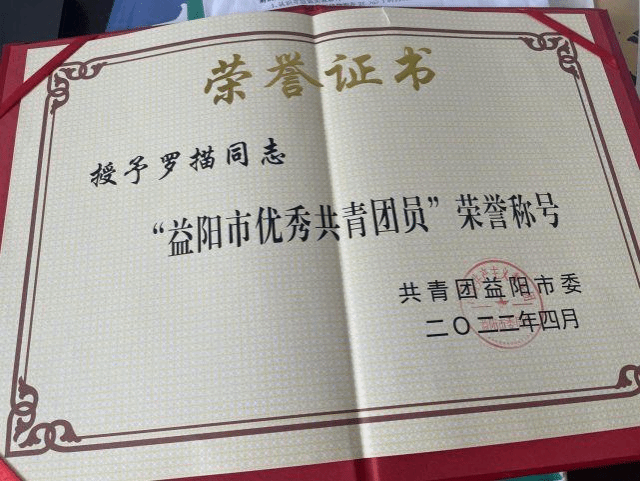 荣誉证书
授予罗描同志
“益阳市优秀共青团员”荣誉称号
共青团益阳市委
二〇二二年四月